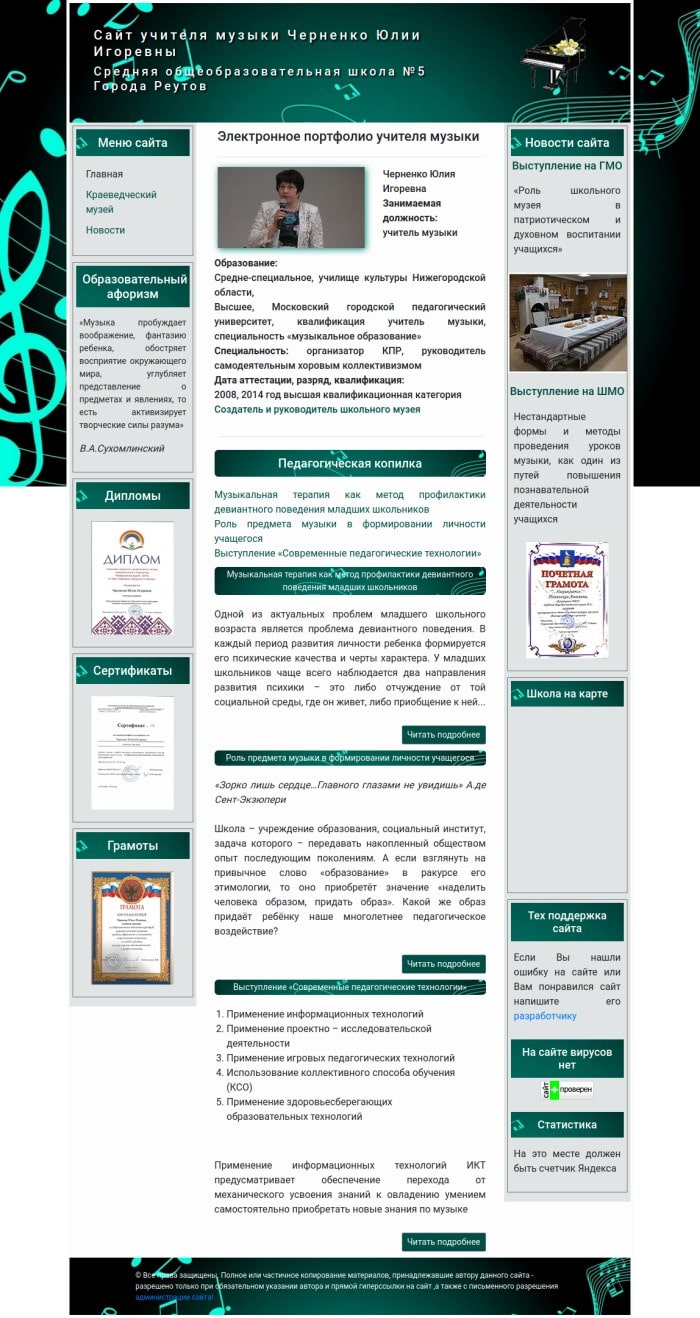 Сайт учителя музыки Черненко Юлии
Игоревны
Средняя общеобразовательная школа №5
Города Реутов
Меню сайта
Главная
Краеведческий
музей
Новости
Образовательный
афоризм
«Музыка пробуждает
воображение, фантазию
ребенка, обостряет
восприятие окружающего
мира, углубляет
представление о
предметах и явлениях, то
есть активизирует
творческие силы разума»
В.А.Сухомлинский
Дипломы
ДИПЛОМ
Сертификаты
Сертификат
Грамоты
ГРАМОТА
Электронное портфолио учителя музыки
Черненко Юлия
Игоревна
Занимаемая
должность:
учитель музыки
Образование:
Средне-специальное, училище культуры Нижегородской
области,
Высшее, Московский городской педагогический
университет, квалификация учитель музыки,
специальность «музыкальное образование»
Специальность: организатор КПР, руководитель
самодеятельным хоровым коллективизмом
Дата аттестации, разряд, квалификация:
2008, 2014 год высшая квалификационная категория
Создатель и руководитель школьного музея
Педагогическая копилка
Музыкальная терапия как метод профилактики
девиантного поведения младших школьников
Роль предмета музыки в формировании личности
учащегося
Выступление «Современные педагогические технологии»
Музыкальная терапия как метод профилактики девиантного
поведения младших школьников
Одной из актуальных проблем младшего школьного
возраста является проблема девиантного поведения. В
каждый период развития личности ребенка формируется
его психические качества и черты характера. У младших
школьников чаще всего наблюдается два направления
развития психики – это либо отчуждение от той
социальной среды, где он живет, либо приобщение к ней...
Читать подробнее
Роль предмета музыки в формировании личности учащегося
«Зорко лишь сердце…Главного глазами не увидишь» А.де
Сент-Экзюпери
Школа – учреждение образования, социальный институт,
задача которого – передавать накопленный обществом
опыт последующим поколениям. А если взглянуть на
привычное слово «образование» в ракурсе его
этимологии, то оно приобретёт значение «наделить
человека образом, придать образ». Какой же образ
придаёт ребёнку наше многолетнее педагогическое
воздействие?
Читать подробнее
Выступление «Современные педагогические технологии»
1. Применение информационных технологий
2. Применение проектно – исследовательской
деятельности
3. Применение игровых педагогических технологий
4. Использование коллективного способа обучения
(КСО)
5. Применение здоровьесберегающих
образовательных технологий
Применение информационных технологий ИКТ
предусматривает обеспечение перехода от
механического усвоения знаний к овладению умением
самостоятельно приобретать новые знания по музыке
Читать подробнее
Новости сайта
Выступление на ГМО
«Роль школьного
музея в
патриотическом и
духовном воспитании
учащихся»
Выступление на ШМО
Нестандартные
формы и методы
проведения уроков
музыки, как один из
путей повышения
познавательной
деятельности
учащихся
ПОЧЕТНАЯ
ГРАМОТА
Школа на карте
Тех поддержка
сайта
Если Вы нашли
ошибку на сайте или
Вам понравился сайт
напишите его
разработчику
На сайте вирусов
нет
сайт + проверен
Статистика
На это месте должен
быть счетчик Яндекса
© Все права защищены. Полное или частичное копирование материалов, принадлежавшие автору данного сайта -
разрешено только при обязательном указании автора и прямой гиперссылки на сайт ,а также с письменного разрешения
администрации сайта!